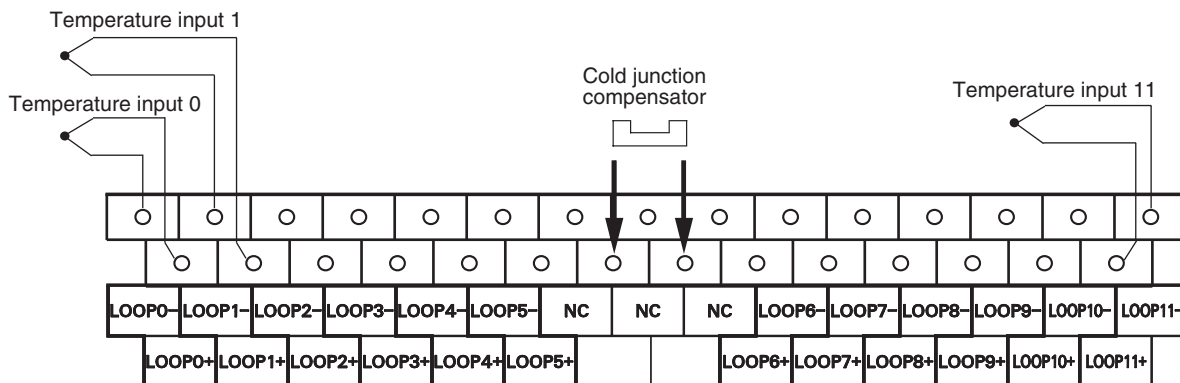 Temperature input 1
Temperature input 0
Cold junction
compensator
Temperature input 11
LOOP0− LOOP1− LOOP2− LOOP3− LOOP4− LOOP5− NC NC NC LOOP6− LOOP7− LOOP8− LOOP9− LOOP10− LOOP11−
LOOP0+ LOOP1+ LOOP2+ LOOP3+ LOOP4+ LOOP5+ LOOP6+ LOOP7+ LOOP8+ LOOP9+ LOOP10+ LOOP11+